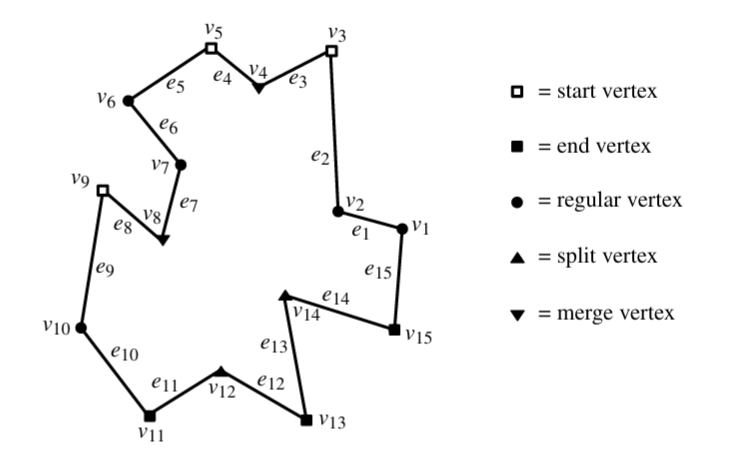 v5
v3
v4
e3
e4
e5
v6
e6
= start vertex
= end vertex
e2
v7
v9
e7
v8
e8
v2
v1
e1
= regular vertex
e9
e15
= split vertex
e14
v14
v10
v15
e13
= merge vertex
e10
e11
e12
v12
v11
v13